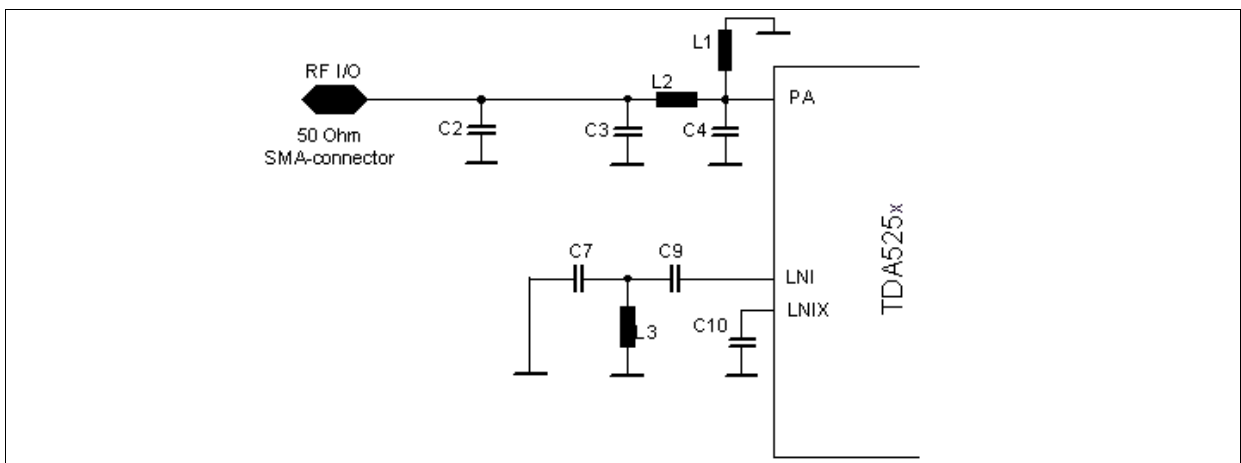 L1
RF I/O
L2
PA
C2
C3
C4
50 Ohm
SMA-connector
TDA525x
C7
C9
LNI
LNIX
C10
L3